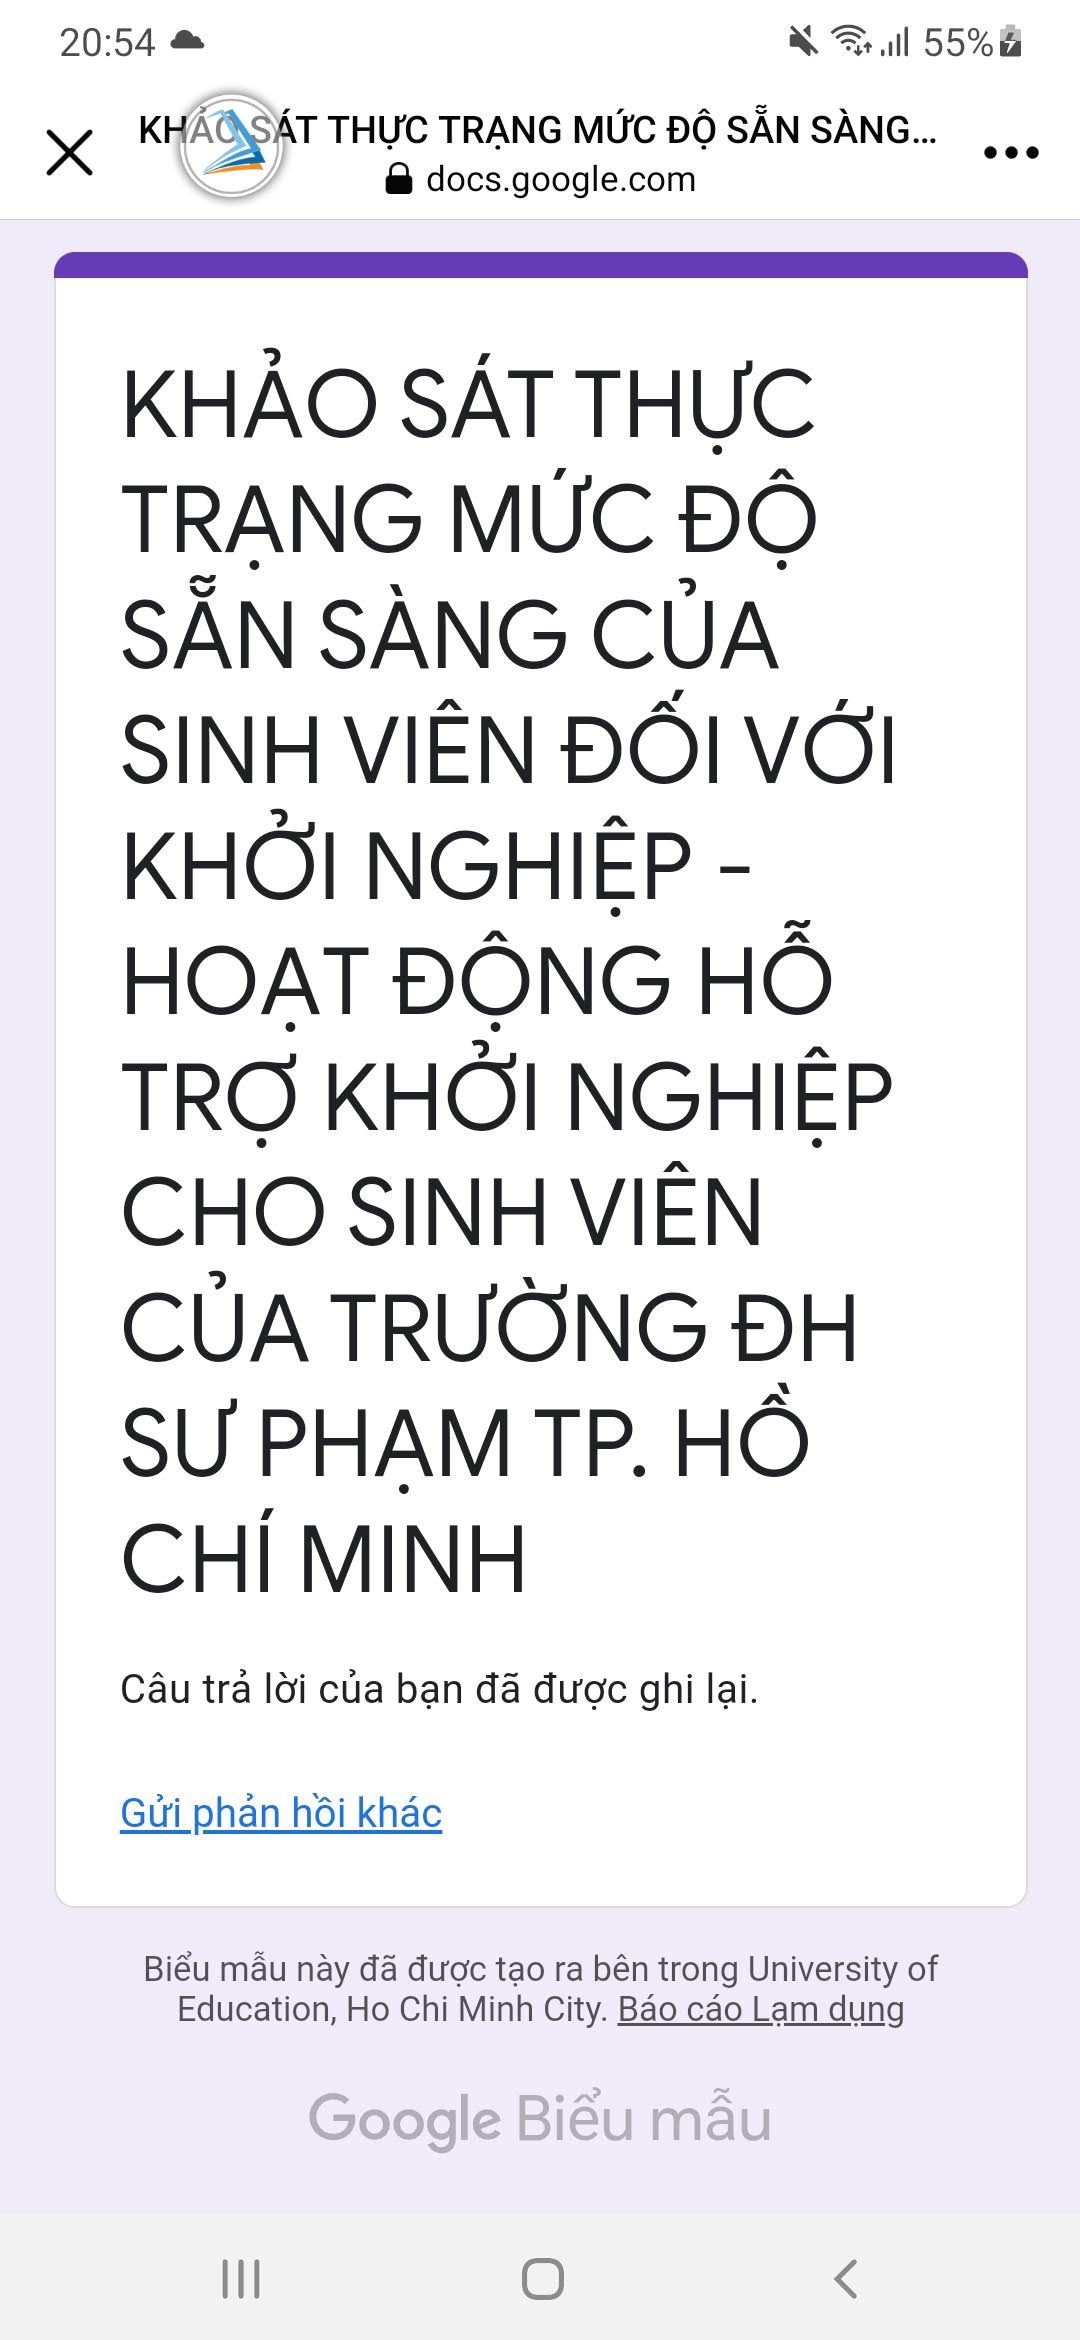 20:54
55%
KHẢO SÁT THỰC TRẠNG MỨC ĐỘ SẴN SÀNG...
docs.google.com
KHẢO SÁT THỰC
TRẠNG MỨC ĐỘ
SẴN SÀNG CỦA
SINH VIÊN ĐỐI VỚI
KHỞI NGHIỆP -
HOẠT ĐỘNG HỖ
TRỢ KHỞI NGHIỆP
CHO SINH VIÊN
CỦA TRƯỜNG ĐH
SƯ PHẠM TP. HỒ
CHÍ MINH
Câu trả lời của bạn đã được ghi lại.
Gửi phản hồi khác
Biểu mẫu này đã được tạo ra bên trong University of
Education, Ho Chi Minh City. Báo cáo Lạm dụng
Google Biểu mẫu